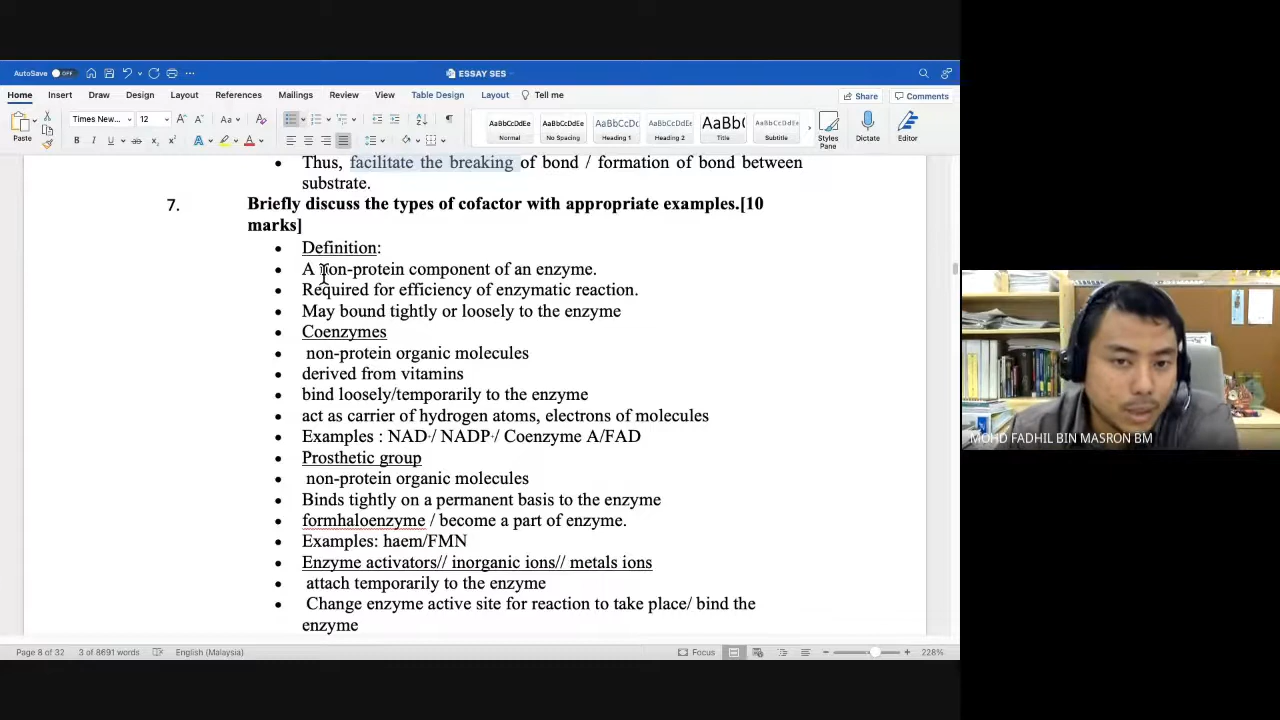 AutoSave OFF
ESSAY SES
Home Insert Draw Design Layout References Mailings Review View Table Design Layout Tell me
Share Comments
Paste
Times New... 12 Aa
AaBbCcDdEe AaBbCcDdEe AaBbCcDc AaBbCcDdEe AaBb( AaBbCcDdEe
Normal No Spacing Heading 1 Heading 2 Title Subtitle Styles Pane Dictate Editor
• Thus, facilitate the breaking of bond / formation of bond between
substrate.
7. Briefly discuss the types of cofactor with appropriate examples.[10
marks]
• Definition:
• A non-protein component of an enzyme.
• Required for efficiency of enzymatic reaction.
• May bound tightly or loosely to the enzyme
• Coenzymes
• non-protein organic molecules
• derived from vitamins
• bind loosely/temporarily to the enzyme
• act as carrier of hydrogen atoms, electrons of molecules
• Examples : NAD / NADP / Coenzyme A/FAD
• Prosthetic group
• non-protein organic molecules
• Binds tightly on a permanent basis to the enzyme
• formhaloenzyme / become a part of enzyme.
• Examples: haem/FMN
• Enzyme activators// inorganic ions// metals ions
• attach temporarily to the enzyme
• Change enzyme active site for reaction to take place/ bind the
enzyme
Page 8 of 32 3 of 8691 words English (Malaysia) Focus 228%
MOHD FADHIL BIN MASRON BM